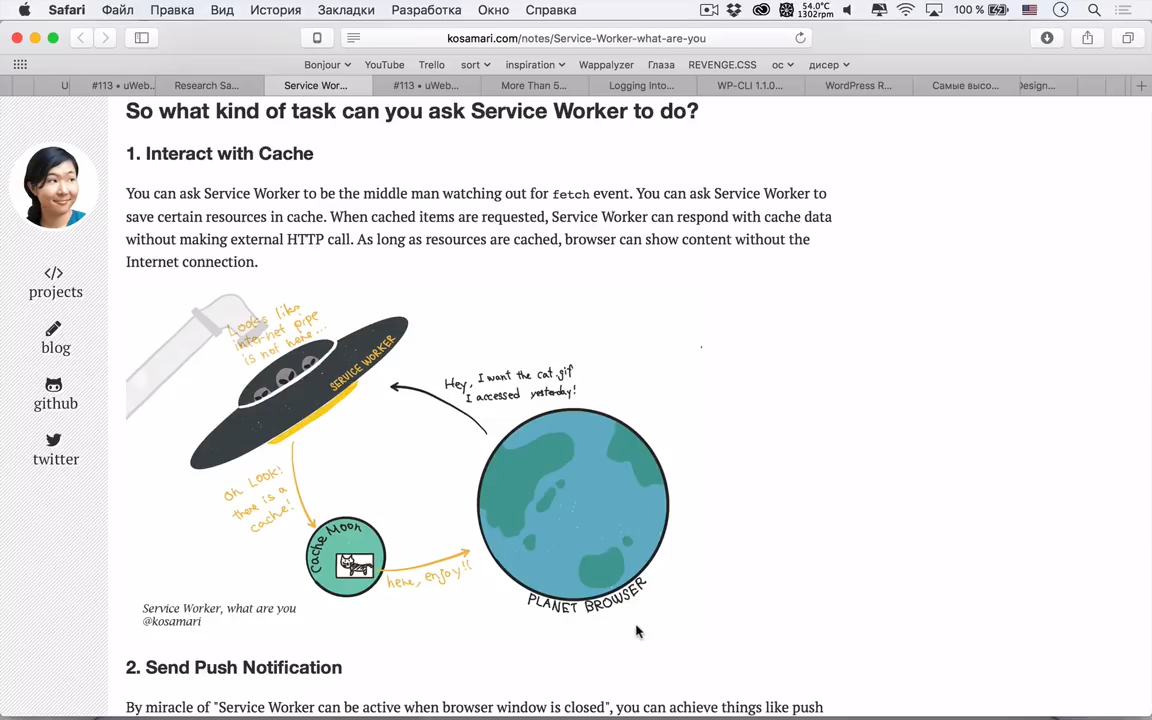 Safari Файл Правка Вид История Закладки Разработка Окно Справка 54.0°C 1302rpm 100 %
kosamari.com/notes/Service-Worker-what-are-you
Bonjour YouTube Trello sort inspiration Wappalyzer Глаза REVENGE.CSS ос дисер
U #113 • uWeb... Research Sa... Service Wor... #113 • uWeb... More Than 5... Logging Into... WP-CLI 1.1.0... WordPress R... Самые высо... Design...
So what kind of task can you ask Service Worker to do?
1. Interact with Cache
You can ask Service Worker to be the middle man watching out for fetch event. You can ask Service Worker to
save certain resources in cache. When cached items are requested, Service Worker can respond with cache data
without making external HTTP call. As long as resources are cached, browser can show content without the
Internet connection.
projects
blog
github
twitter
Looks like
internet pipe
is not here...
SERVICE WORKER
Hey, I want the cat.gif
I accessed yesterday!
Oh Look!
there is a
cache!
Cache Moon
here, enjoy!!
PLANET BROWSER
Service Worker, what are you
@kosamari
2. Send Push Notification
By miracle of "Service Worker can be active when browser window is closed", you can achieve things like push